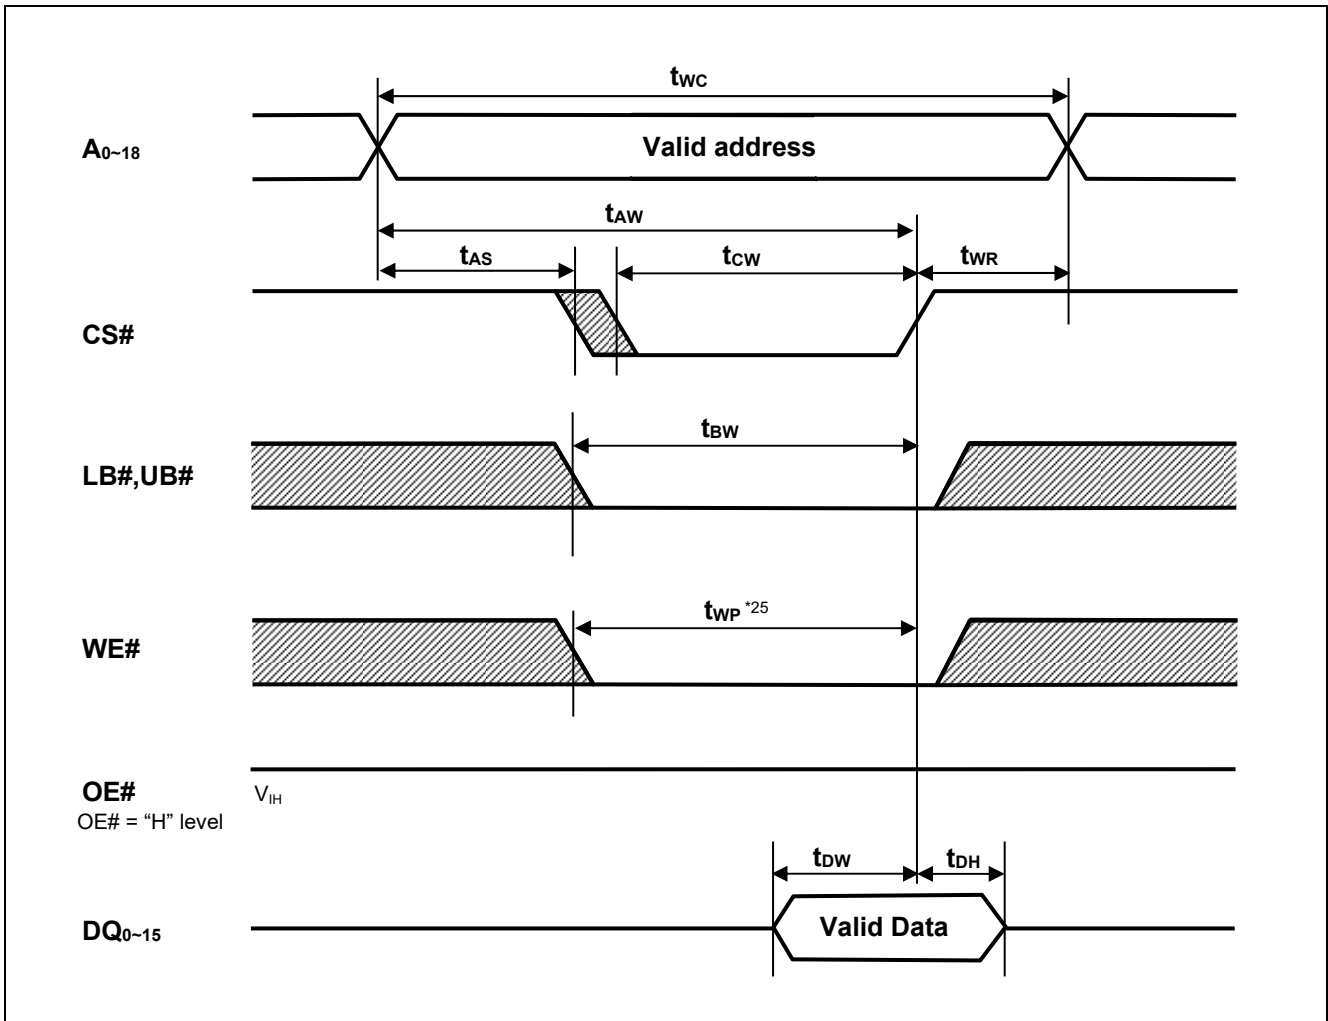 tWC
A0~18
Valid address
tAW
tAS
tCW
tWR
CS#
tBW
LB#,UB#
tWP *25
WE#
OE#
VIH
OE# = “H” level
tDW
tDH
DQ0~15
Valid Data